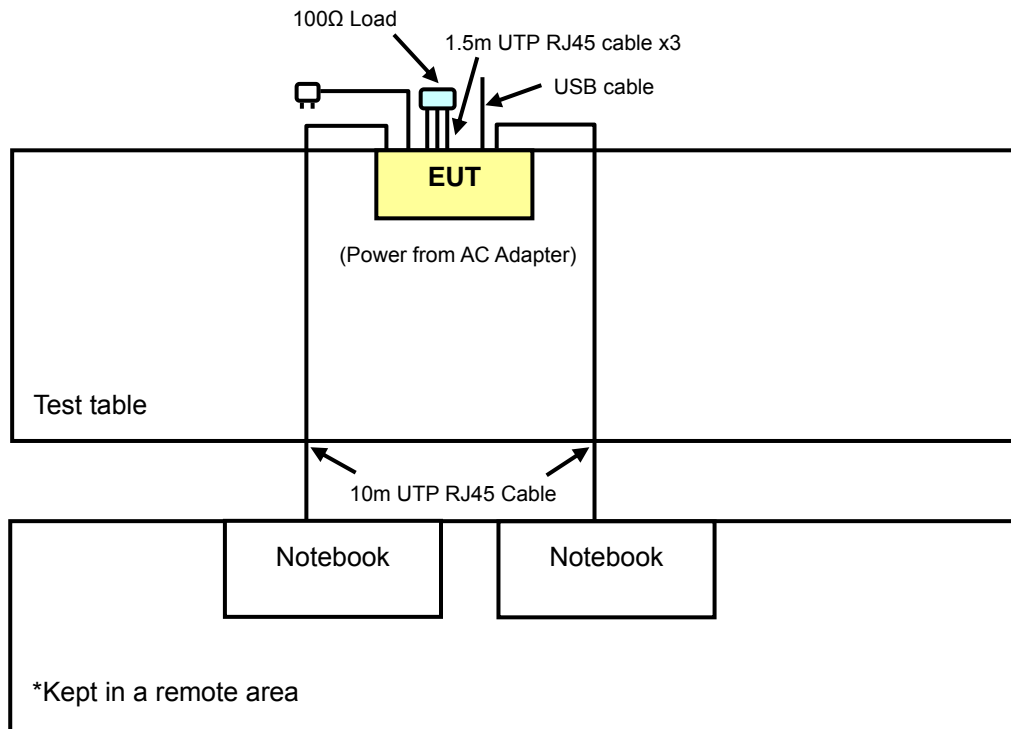 100Ω Load
1.5m UTP RJ45 cable x3
USB cable
EUT
(Power from AC Adapter)
Test table
10m UTP RJ45 Cable
Notebook
Notebook
*Kept in a remote area